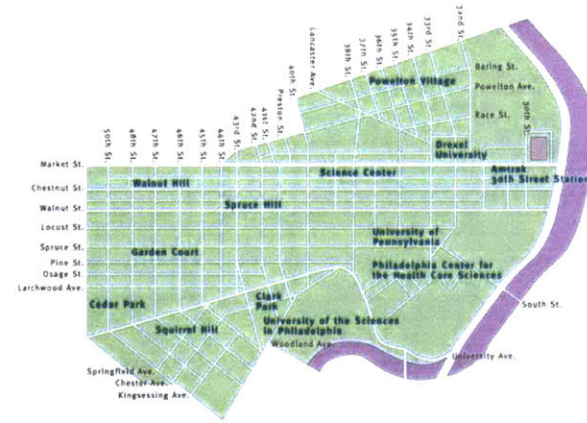 32nd St.
33rd St.
34th St.
35th St.
36th St.
37th St.
38th St.
Lancaster Ave.
40th St.
Preston St.
41st St.
42nd St.
43rd St.
44th St.
45th St.
46th St.
47th St.
48th St.
50th St.
Baring St.
Powelton Village
Powelton Ave.
Race St.
30th St.
Drexel
University
Market St.
Science Center
Amtrak
30th Street Station
Chestnut St.
Walnut Hill
Walnut St.
Spruce Hill
Locust St.
University of
Pennsylvania
Spruce St.
Garden Court
Pine St.
Osage St.
Philadelphia Center for
the Health Care Sciences
Larchwood Ave.
Cedar Park
Clark
Park
South St.
Squirrel Hill
University of the Sciences
in Philadelphia
Woodland Ave.
University Ave.
Springfield Ave.
Chester Ave.
Kingsessing Ave.